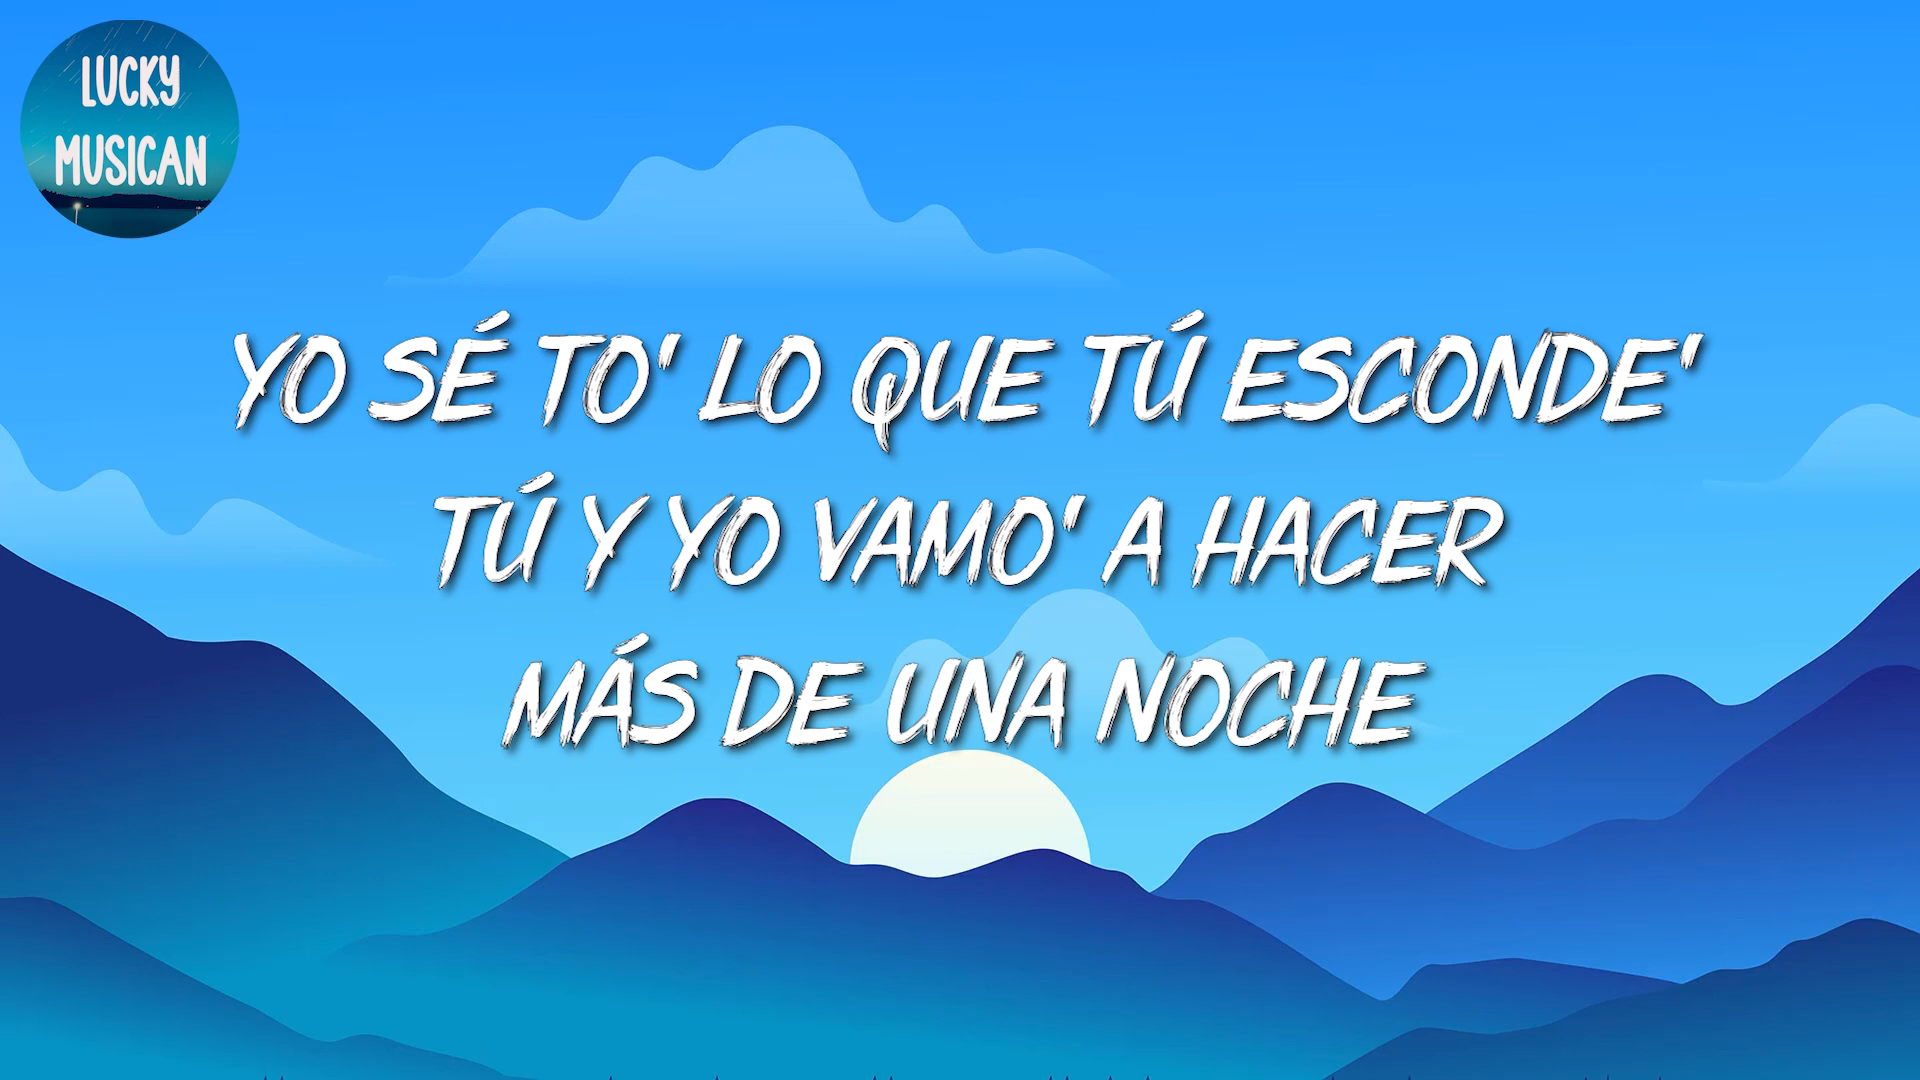 LUCKY
MUSICAN
YO SÉ TO' LO QUE TÚ ESCONDE'
TÚ Y YO VAMO' A HACER
MÁS DE UNA NOCHE